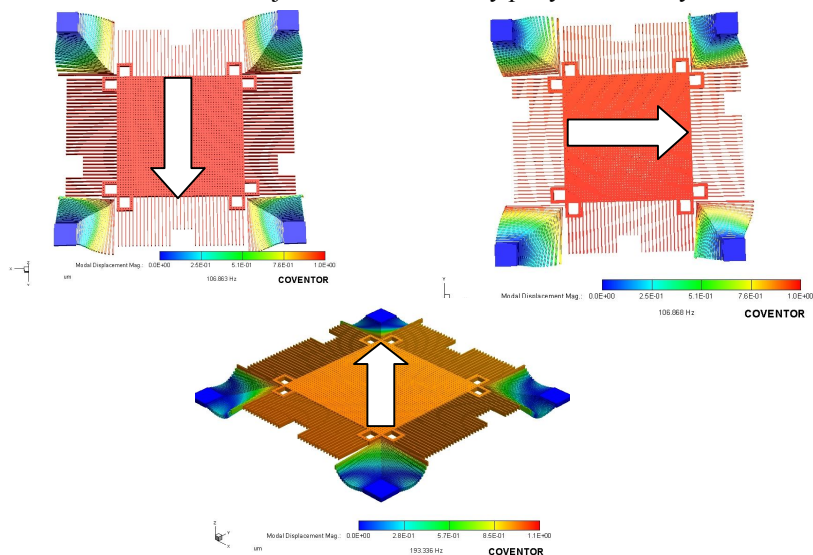 X
Modal Displacement Mag.: 0.0E+00 2.5E-01 5.1E-01 7.6E-01 1.0E+00
um
106.863 Hz COVENTOR
Y
Modal Displacement Mag.: 0.0E+00 2.5E-01 5.1E-01 7.6E-01 1.0E+00
106.868 Hz COVENTOR
Z
Y
X
Modal Displacement Mag.: 0.0E+00 2.8E-01 5.7E-01 8.5E-01 1.1E+00
um
193.336 Hz COVENTOR